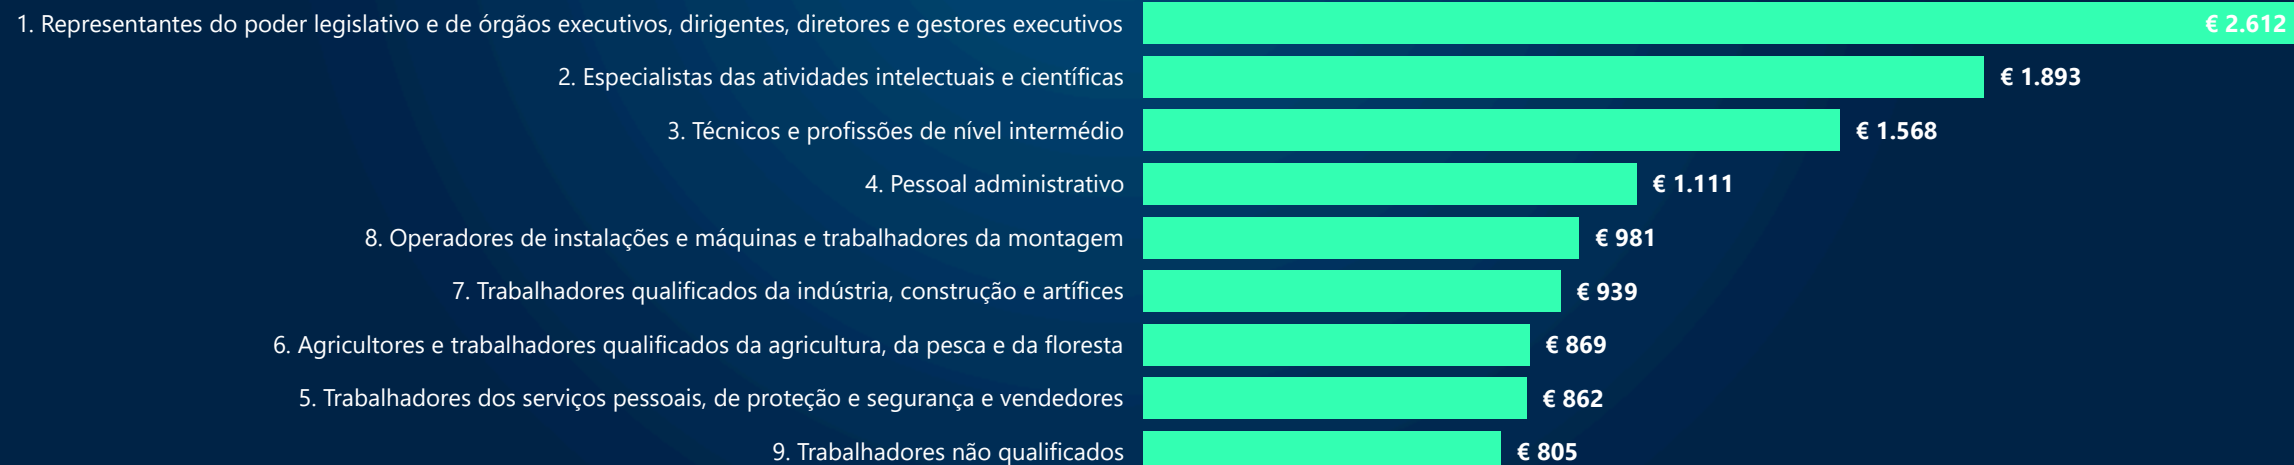 1. Representantes do poder legislativo e de órgãos executivos, dirigentes, diretores e gestores executivos € 2.612
2. Especialistas das atividades intelectuais e científicas € 1.893
3. Técnicos e profissões de nível intermédio € 1.568
4. Pessoal administrativo € 1.111
8. Operadores de instalações e máquinas e trabalhadores da montagem € 981
7. Trabalhadores qualificados da indústria, construção e artífices € 939
6. Agricultores e trabalhadores qualificados da agricultura, da pesca e da floresta € 869
5. Trabalhadores dos serviços pessoais, de proteção e segurança e vendedores € 862
9. Trabalhadores não qualificados € 805